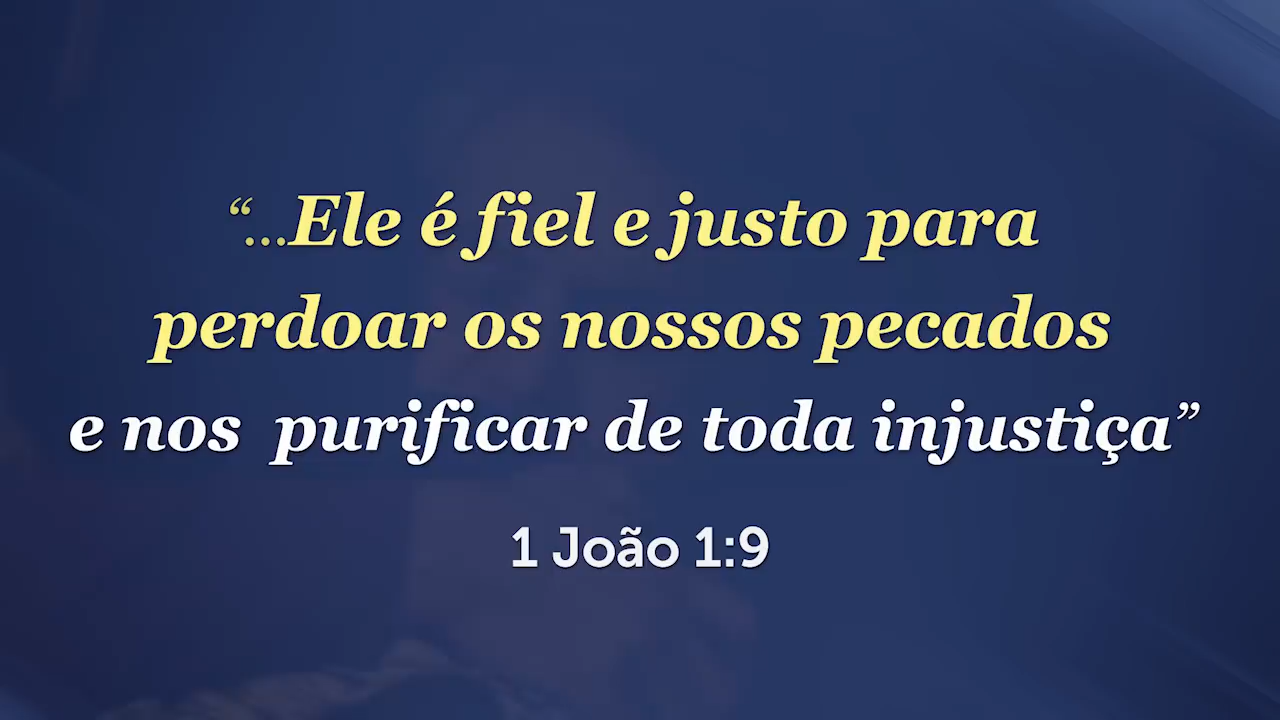 “...Ele é fiel e justo para
perdoar os nossos pecados
e nos purificar de toda injustiça”
1 João 1:9